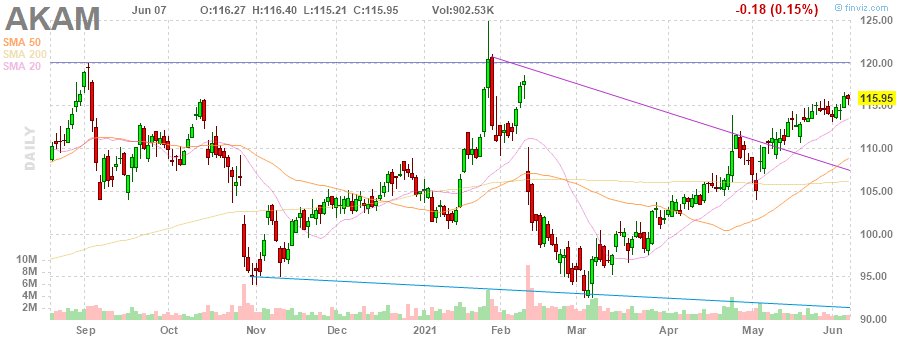 AKAM Jun 07 O:116.27 H:116.40 L:115.21 C:115.95 Vol:902.53K -0.18 (0.15%) finviz.com
SMA 50
SMA 200
SMA 20
DAILY
125.00
120.00
115.95
115.00
110.00
105.00
100.00
95.00
90.00
10M
8M
6M
4M
2M
Sep Oct Nov Dec 2021 Feb Mar Apr May Jun